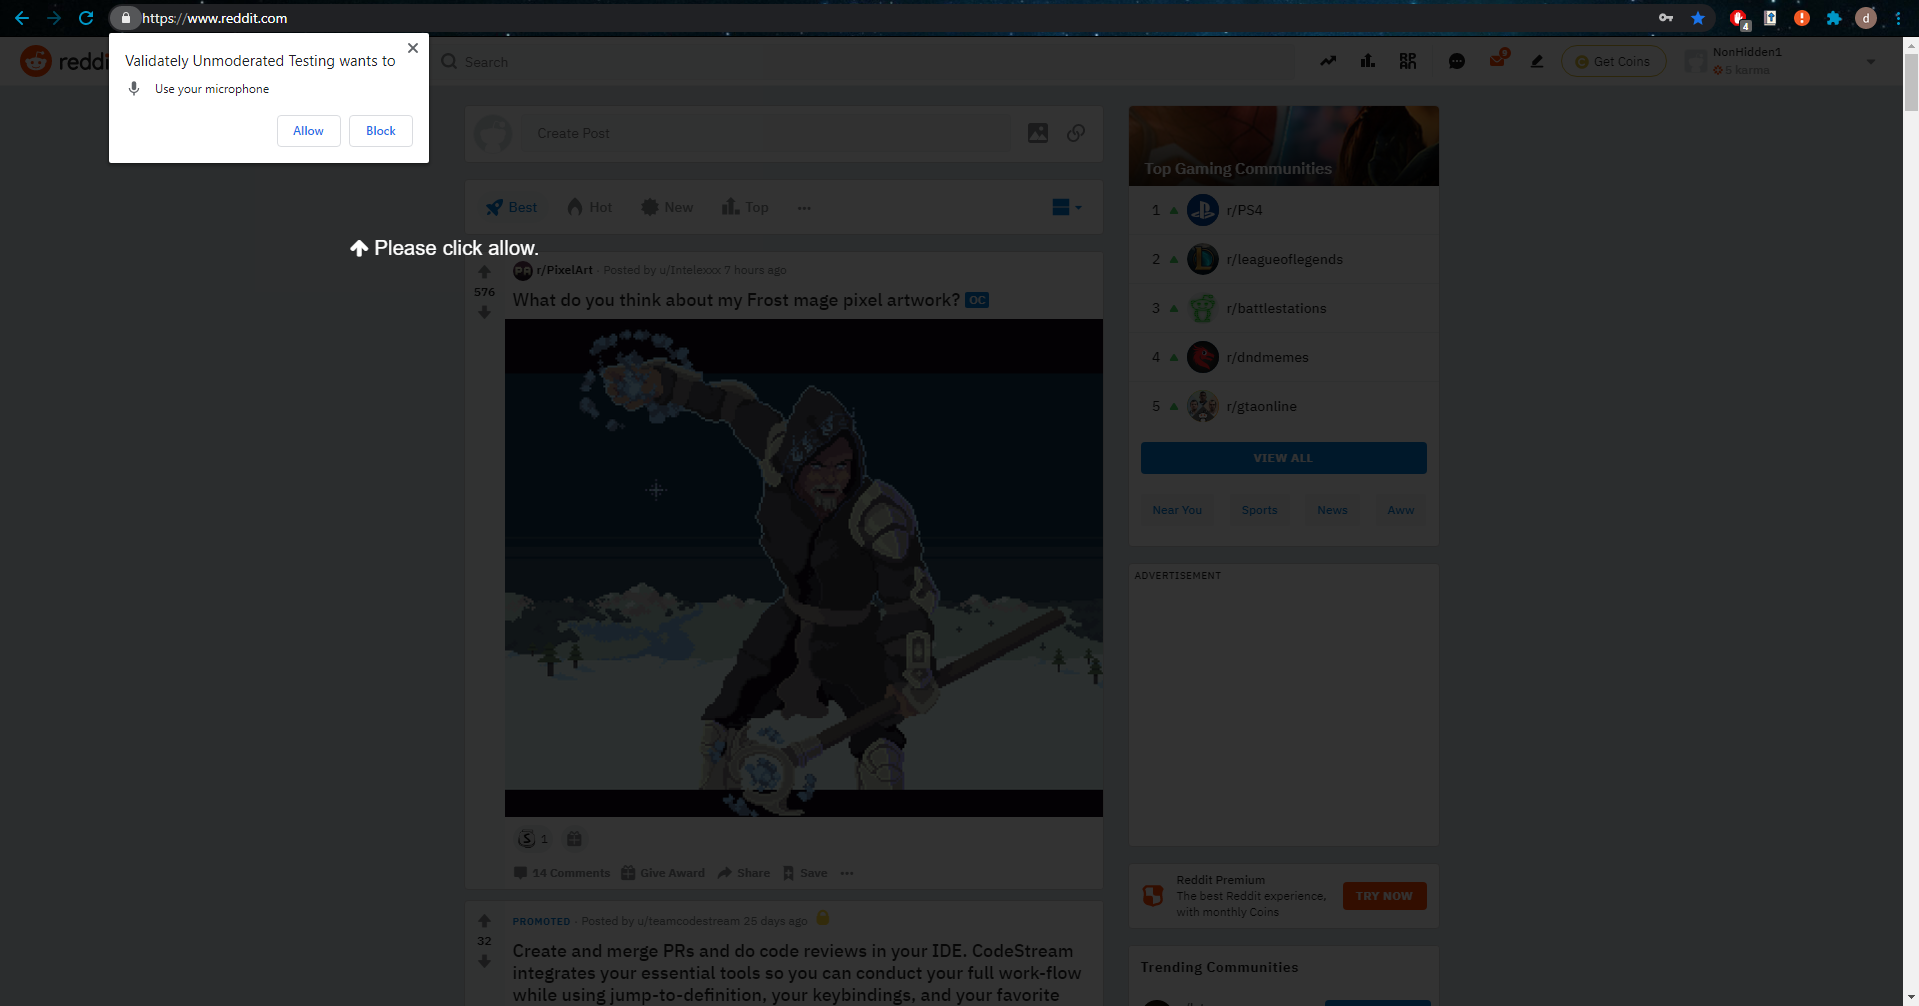 https://www.reddit.com
4
d
Validately Unmoderated Testing wants to
Use your microphone
Allow
Block
Search
9
Get Coins
NonHidden1
5 karma
Create Post
Best
Hot
New
Top
Please click allow.
576
r/PixelArt · Posted by u/Intelexxx 7 hours ago
What do you think about my Frost mage pixel artwork? OC
1
14 Comments
Give Award
Share
Save
32
PROMOTED · Posted by u/teamcodestream 25 days ago
Create and merge PRs and do code reviews in your IDE. CodeStream
integrates your essential tools so you can conduct your full work-flow
while using jump-to-definition, your keybindings, and your favorite
Top Gaming Communities
1 r/PS4
2 r/leagueoflegends
3 r/battlestations
4 r/dndmemes
5 r/gtaonline
VIEW ALL
Near You
Sports
News
Aww
ADVERTISEMENT
Reddit Premium
The best Reddit experience,
with monthly Coins
TRY NOW
Trending Communities